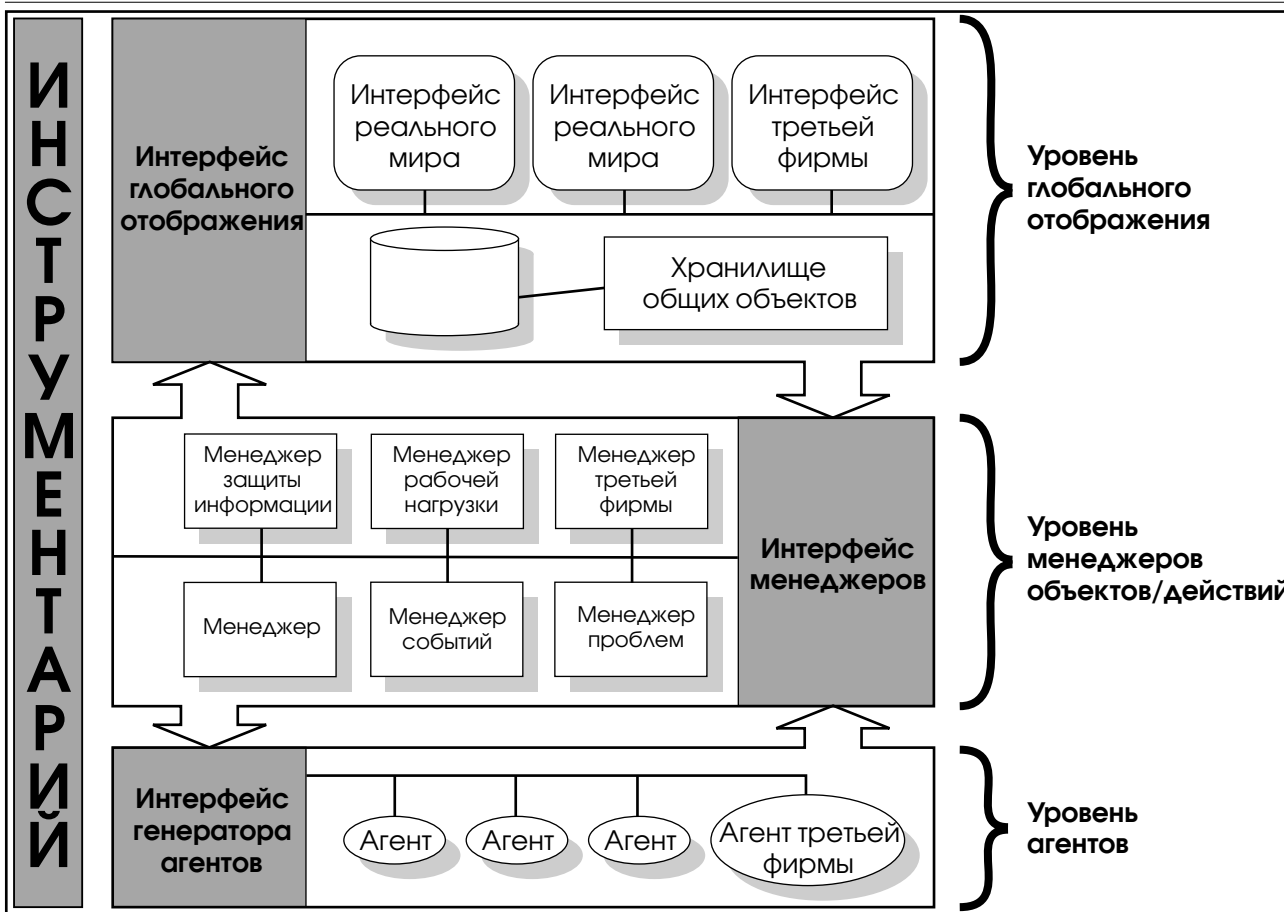 ИНСТРУМЕНТАРИЙ
Интерфейс
глобального
отображения
Интерфейс
реального
мира
Интерфейс
реального
мира
Интерфейс
третьей
фирмы
Хранилище
общих объектов
Уровень
глобального
отображения
Менеджер
защиты
информации
Менеджер
рабочей
нагрузки
Менеджер
третьей
фирмы
Менеджер
Менеджер
событий
Менеджер
проблем
Интерфейс
менеджеров
Уровень
менеджеров
объектов/действий
Интерфейс
генератора
агентов
Агент
Агент
Агент
Агент третьей
фирмы
Уровень
агентов